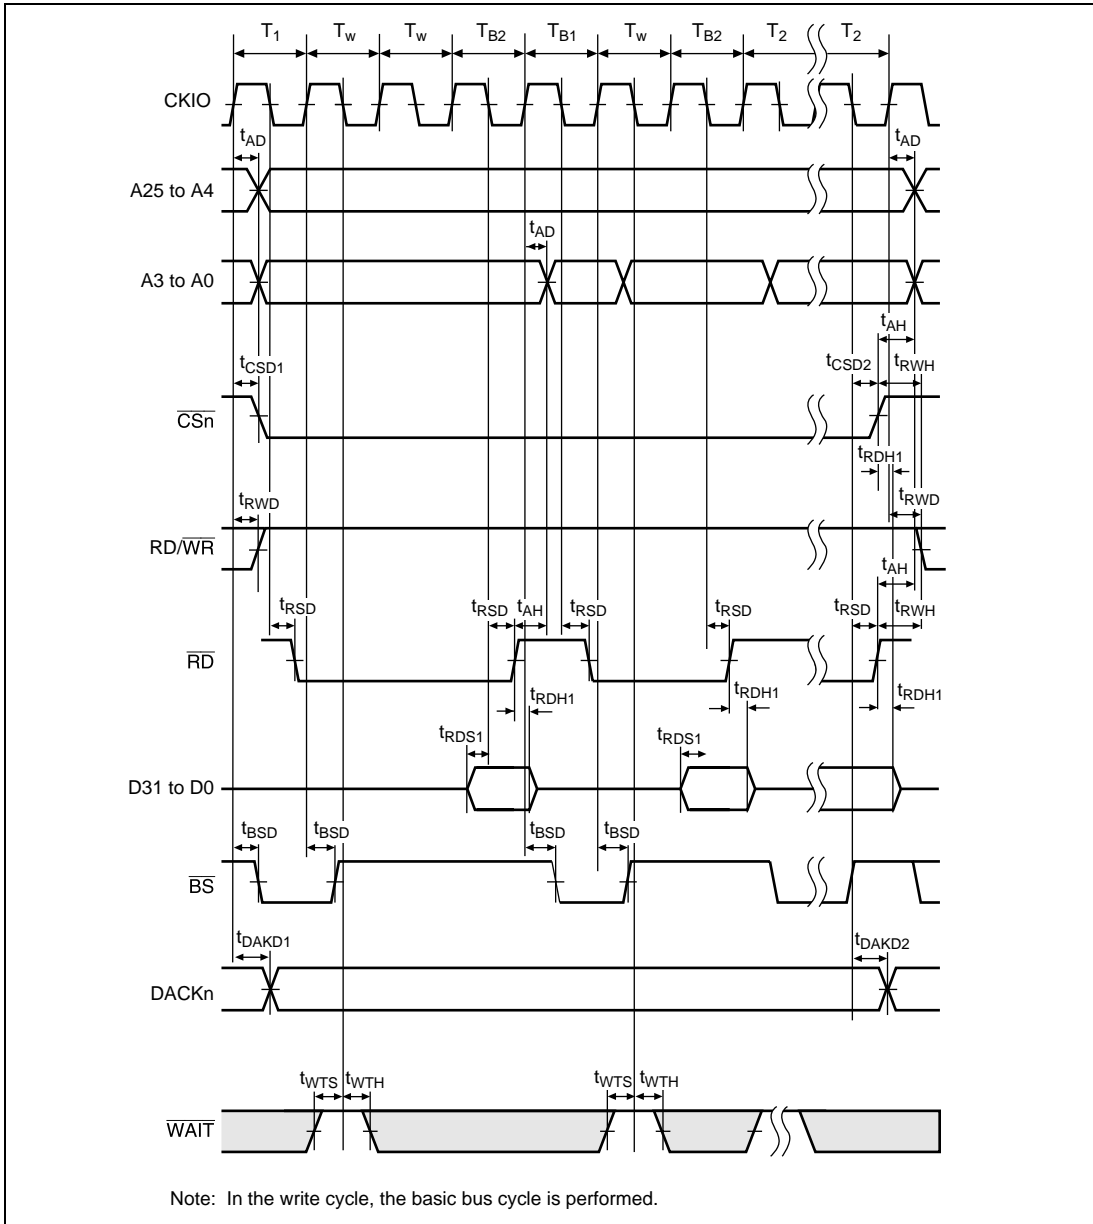 T1 Tw Tw TB2 TB1 Tw TB2 T2 T2
CKIO
tAD tAD
A25 to A4
tAD
A3 to A0
tAH
tCSD1 tCSD2 tRWH
CSn
tRDH1
tRWD tRWD
RD/WR
tAH
tRSD tRSD tAH tRSD tRSD tRSD tRWH
RD
tRDH1 tRDH1 tRDH1
tRDS1 tRDS1
D31 to D0
tBSD tBSD tBSD tBSD
BS
tDAKD1 tDAKD2
DACKn
tWTS tWTH tWTS tWTH
WAIT
Note: In the write cycle, the basic bus cycle is performed.